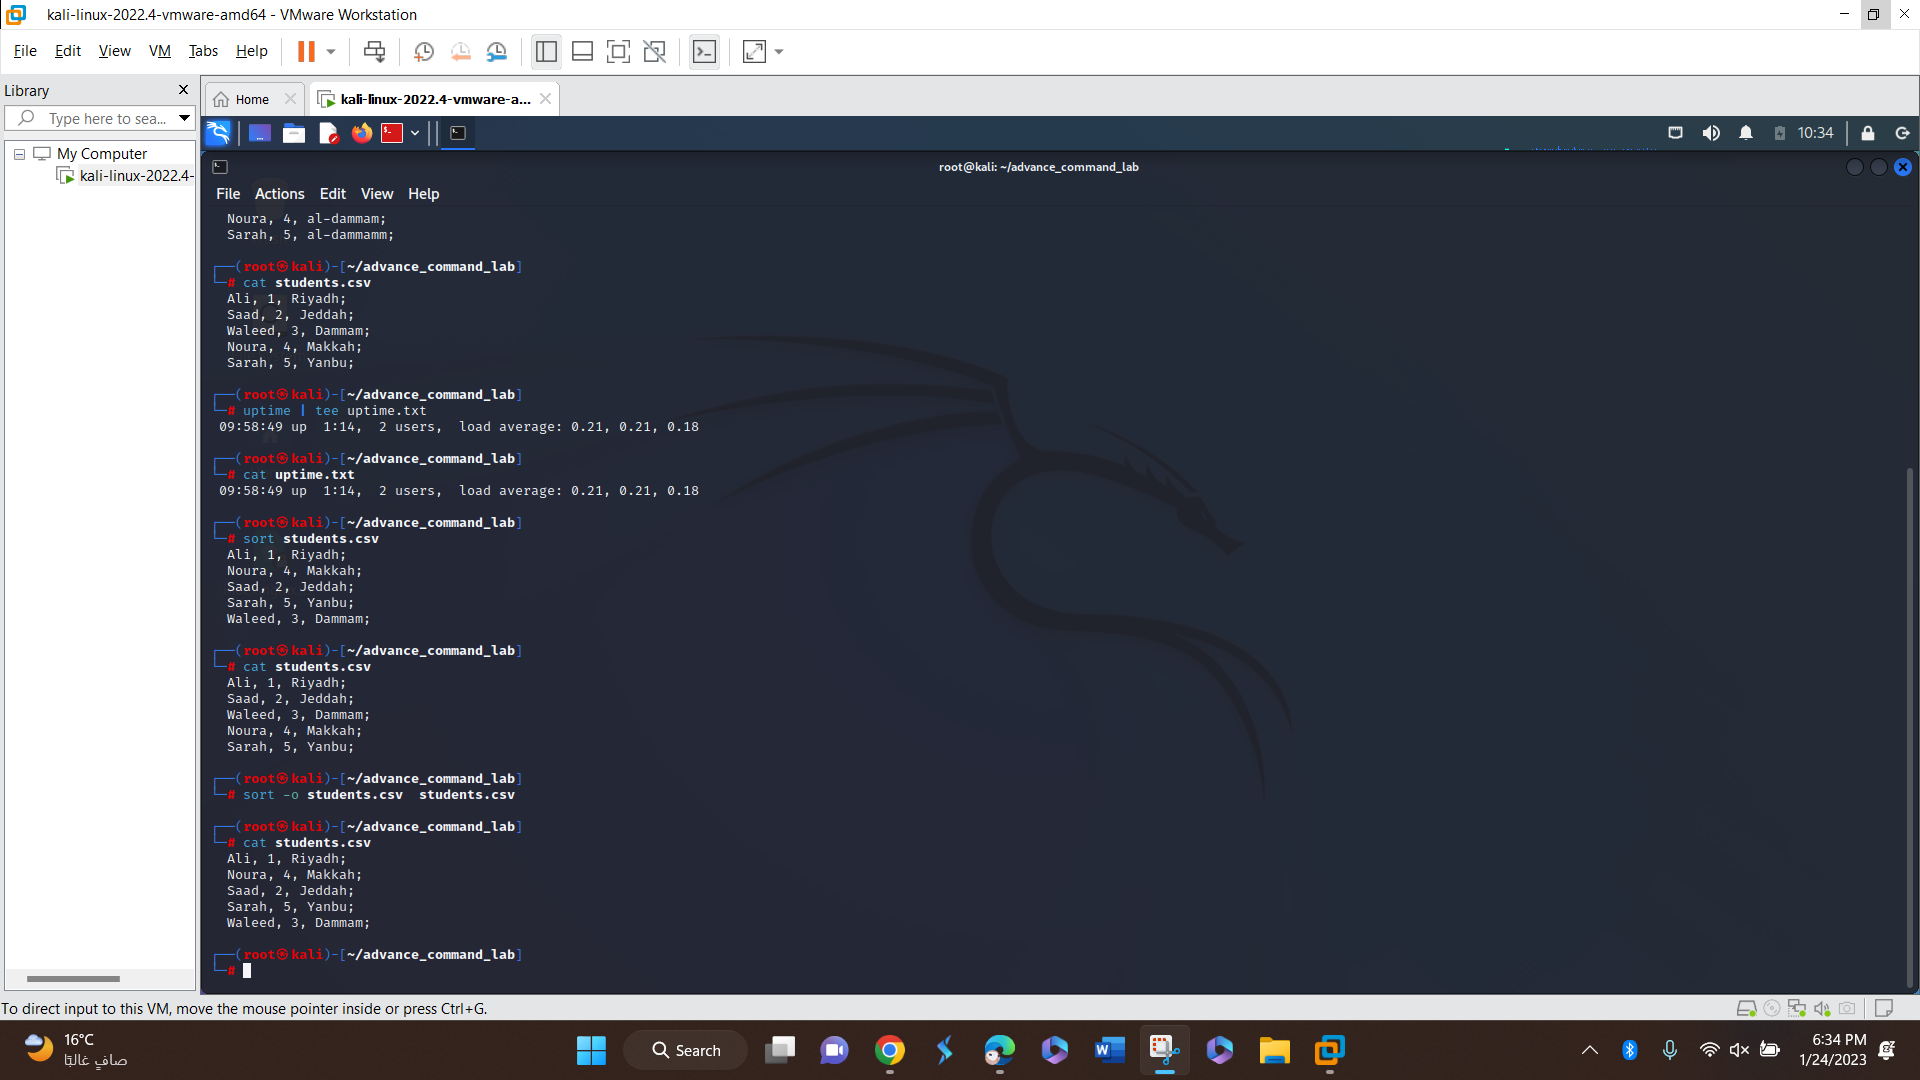 kali-linux-2022.4-vmware-amd64 - VMware Workstation
File Edit View VM Tabs Help
Library
Type here to sea...
My Computer
kali-linux-2022.4-
Home
kali-linux-2022.4-vmware-a...
10:34
root@kali: ~/advance_command_lab
File Actions Edit View Help
Noura, 4, al-dammam;
Sarah, 5, al-dammamm;
┌──(root㉿kali)-[~/advance_command_lab]
└─# cat students.csv
Ali, 1, Riyadh;
Saad, 2, Jeddah;
Waleed, 3, Dammam;
Noura, 4, Makkah;
Sarah, 5, Yanbu;
┌──(root㉿kali)-[~/advance_command_lab]
└─# uptime | tee uptime.txt
09:58:49 up  1:14,  2 users,  load average: 0.21, 0.21, 0.18
┌──(root㉿kali)-[~/advance_command_lab]
└─# cat uptime.txt
09:58:49 up  1:14,  2 users,  load average: 0.21, 0.21, 0.18
┌──(root㉿kali)-[~/advance_command_lab]
└─# sort students.csv
Ali, 1, Riyadh;
Noura, 4, Makkah;
Saad, 2, Jeddah;
Sarah, 5, Yanbu;
Waleed, 3, Dammam;
┌──(root㉿kali)-[~/advance_command_lab]
└─# cat students.csv
Ali, 1, Riyadh;
Saad, 2, Jeddah;
Waleed, 3, Dammam;
Noura, 4, Makkah;
Sarah, 5, Yanbu;
┌──(root㉿kali)-[~/advance_command_lab]
└─# sort -o students.csv  students.csv
┌──(root㉿kali)-[~/advance_command_lab]
└─# cat students.csv
Ali, 1, Riyadh;
Noura, 4, Makkah;
Saad, 2, Jeddah;
Sarah, 5, Yanbu;
Waleed, 3, Dammam;
┌──(root㉿kali)-[~/advance_command_lab]
└─#
To direct input to this VM, move the mouse pointer inside or press Ctrl+G.
16°C
صافٍ غالبًا
Search
6:34 PM
1/24/2023